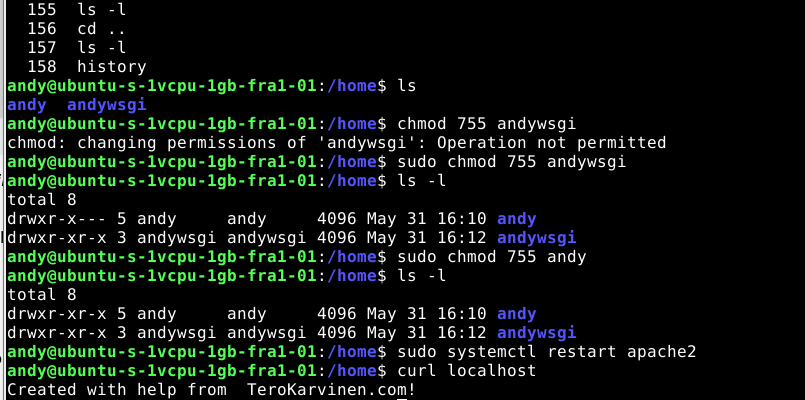 155  ls -l
156  cd ..
157  ls -l
158  history
andy@ubuntu-s-1vcpu-1gb-fra1-01:/home$ ls
andy  andywsgi
andy@ubuntu-s-1vcpu-1gb-fra1-01:/home$ chmod 755 andywsgi
chmod: changing permissions of 'andywsgi': Operation not permitted
andy@ubuntu-s-1vcpu-1gb-fra1-01:/home$ sudo chmod 755 andywsgi
andy@ubuntu-s-1vcpu-1gb-fra1-01:/home$ ls -l
total 8
drwxr-x--- 5 andy     andy     4096 May 31 16:10 andy
drwxr-xr-x 3 andywsgi andywsgi 4096 May 31 16:12 andywsgi
andy@ubuntu-s-1vcpu-1gb-fra1-01:/home$ sudo chmod 755 andy
andy@ubuntu-s-1vcpu-1gb-fra1-01:/home$ ls -l
total 8
drwxr-xr-x 5 andy     andy     4096 May 31 16:10 andy
drwxr-xr-x 3 andywsgi andywsgi 4096 May 31 16:12 andywsgi
andy@ubuntu-s-1vcpu-1gb-fra1-01:/home$ sudo systemctl restart apache2
andy@ubuntu-s-1vcpu-1gb-fra1-01:/home$ curl localhost
Created with help from  TeroKarvinen.com!